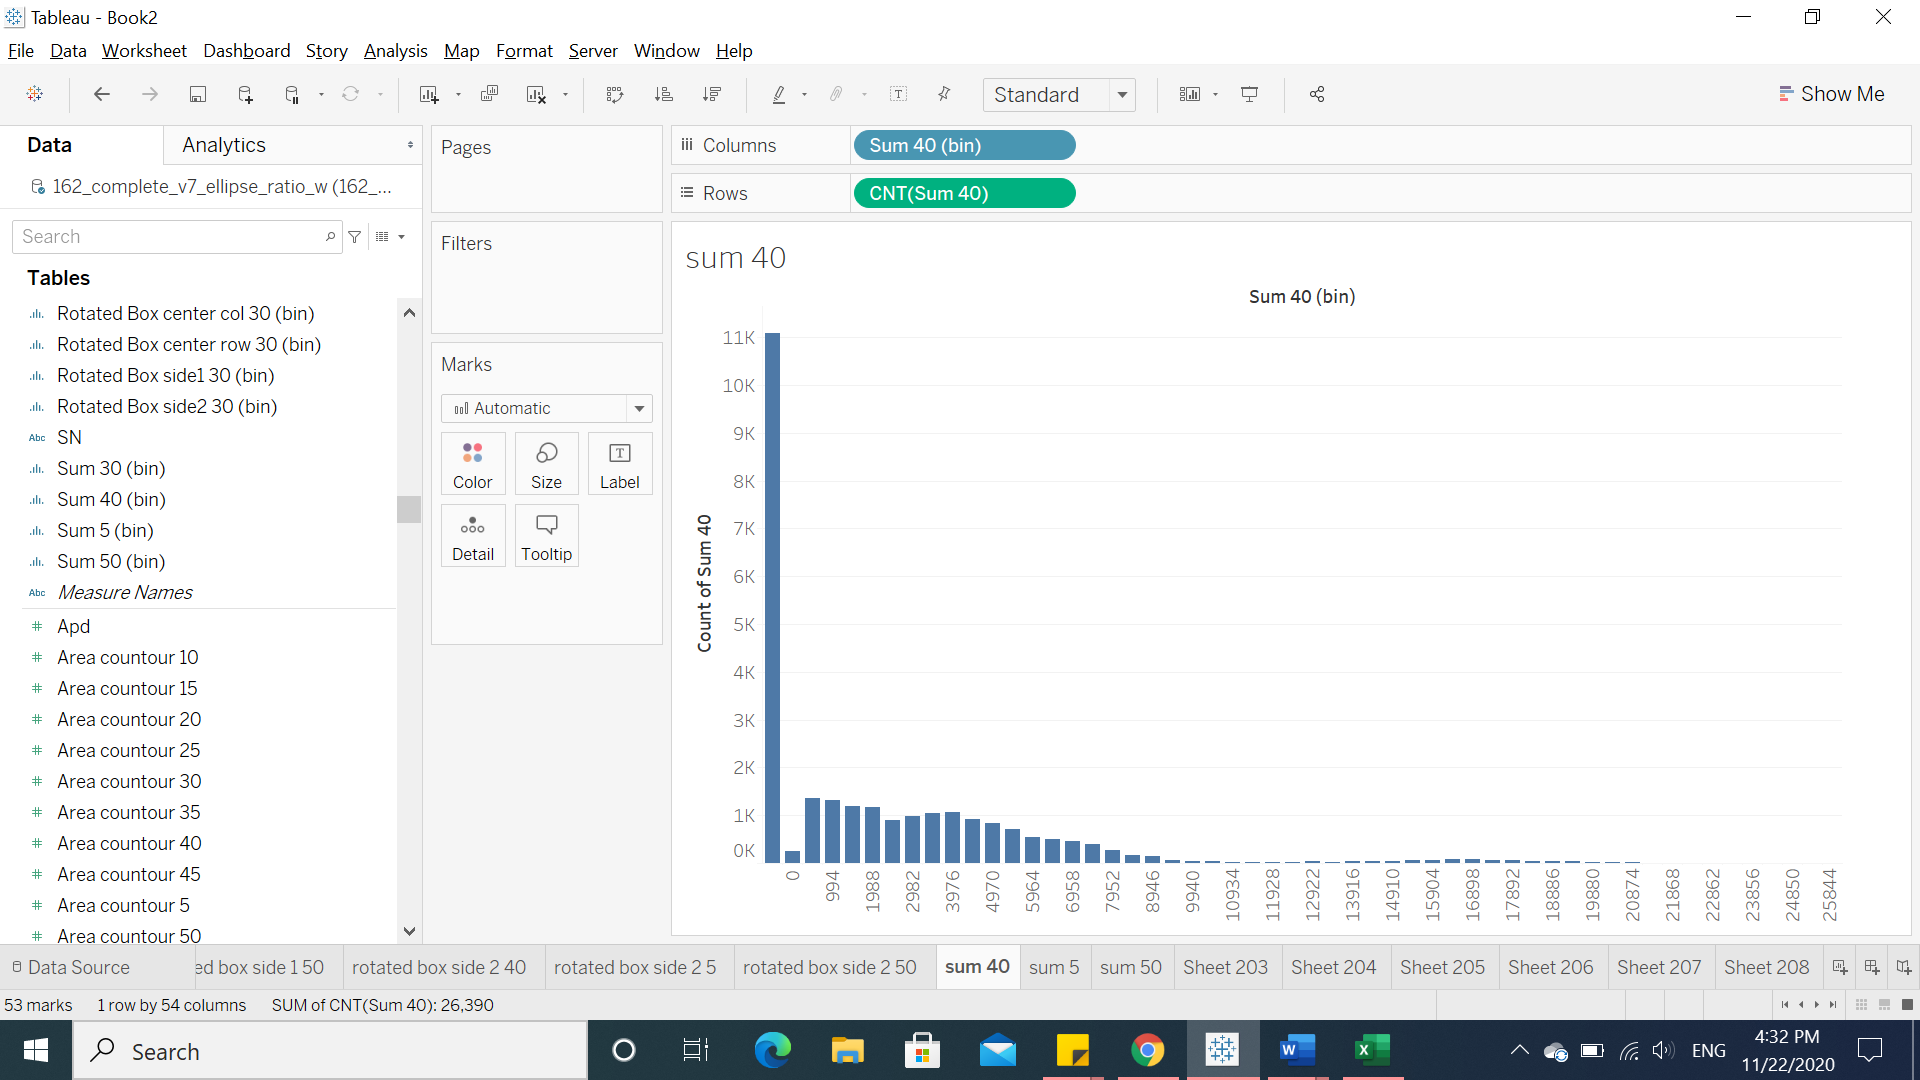 Tableau - Book2
File Data Worksheet Dashboard Story Analysis Map Format Server Window Help
Standard
Show Me
Data
Analytics
162_complete_v7_ellipse_ratio_w (162_...
Search
Tables
Rotated Box center col 30 (bin)
Rotated Box center row 30 (bin)
Rotated Box side1 30 (bin)
Rotated Box side2 30 (bin)
Abc SN
Sum 30 (bin)
Sum 40 (bin)
Sum 5 (bin)
Sum 50 (bin)
Abc Measure Names
# Apd
# Area countour 10
# Area countour 15
# Area countour 20
# Area countour 25
# Area countour 30
# Area countour 35
# Area countour 40
# Area countour 45
# Area countour 5
# Area countour 50
Pages
Filters
Marks
Automatic
Color
Size
T
Label
Detail
Tooltip
Columns
Sum 40 (bin)
Rows
CNT(Sum 40)
sum 40
Sum 40 (bin)
Count of Sum 40
11K
10K
9K
8K
7K
6K
5K
4K
3K
2K
1K
0K
0
994
1988
2982
3976
4970
5964
6958
7952
8946
9940
10934
11928
12922
13916
14910
15904
16898
17892
18886
19880
20874
21868
22862
23856
24850
25844
Data Source
ed box side 1 50
rotated box side 2 40
rotated box side 2 5
rotated box side 2 50
sum 40
sum 5
sum 50
Sheet 203
Sheet 204
Sheet 205
Sheet 206
Sheet 207
Sheet 208
53 marks
1 row by 54 columns
SUM of CNT(Sum 40): 26,390
Search
W
X
ENG
4:32 PM
11/22/2020